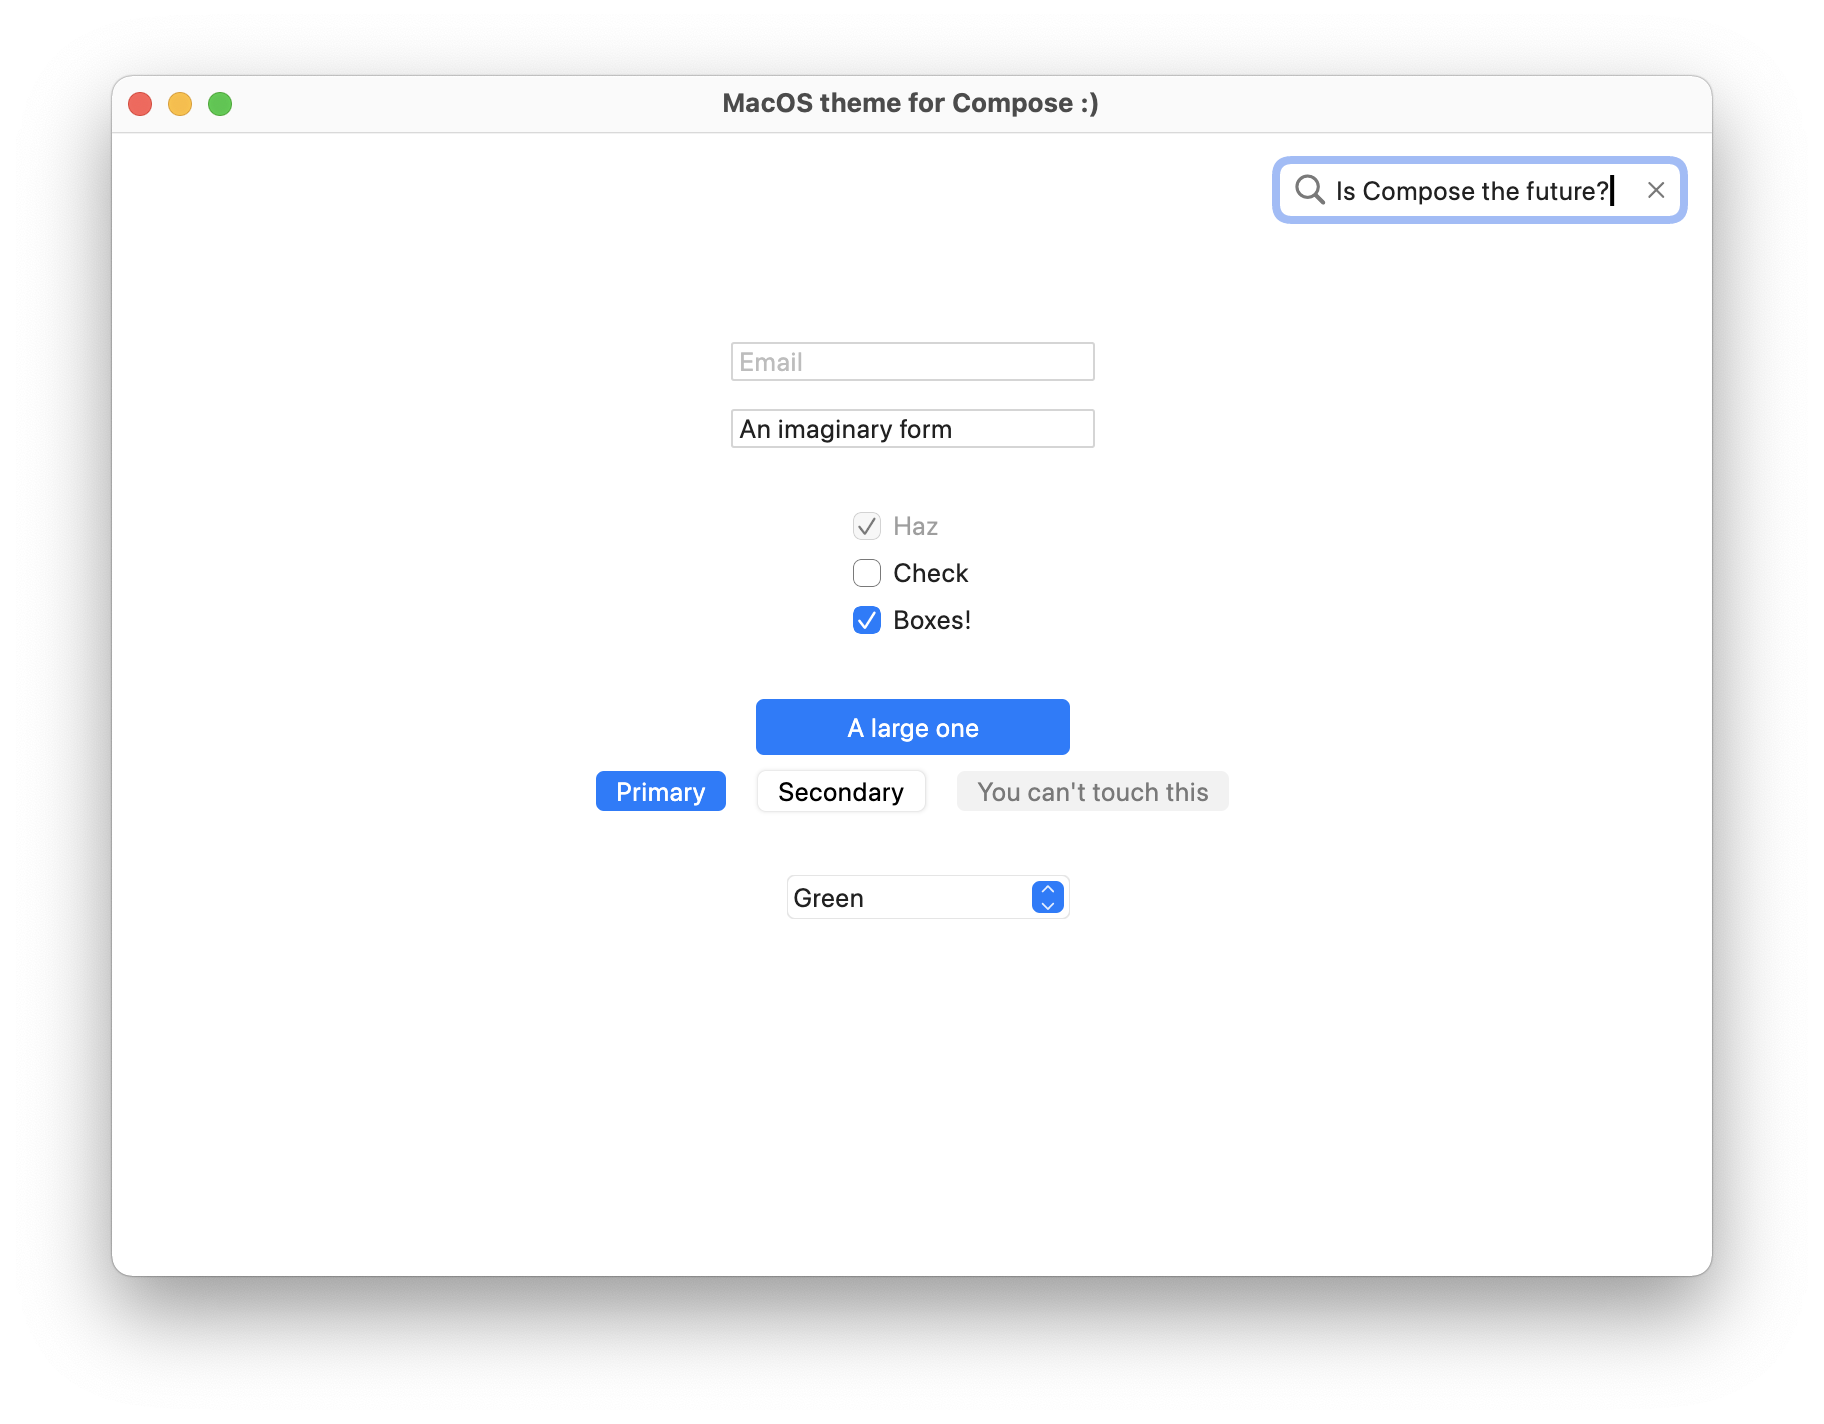 MacOS theme for Compose :)
Is Compose the future?
Email
An imaginary form
Haz
Check
Boxes!
A large one
Primary
Secondary
You can't touch this
Green